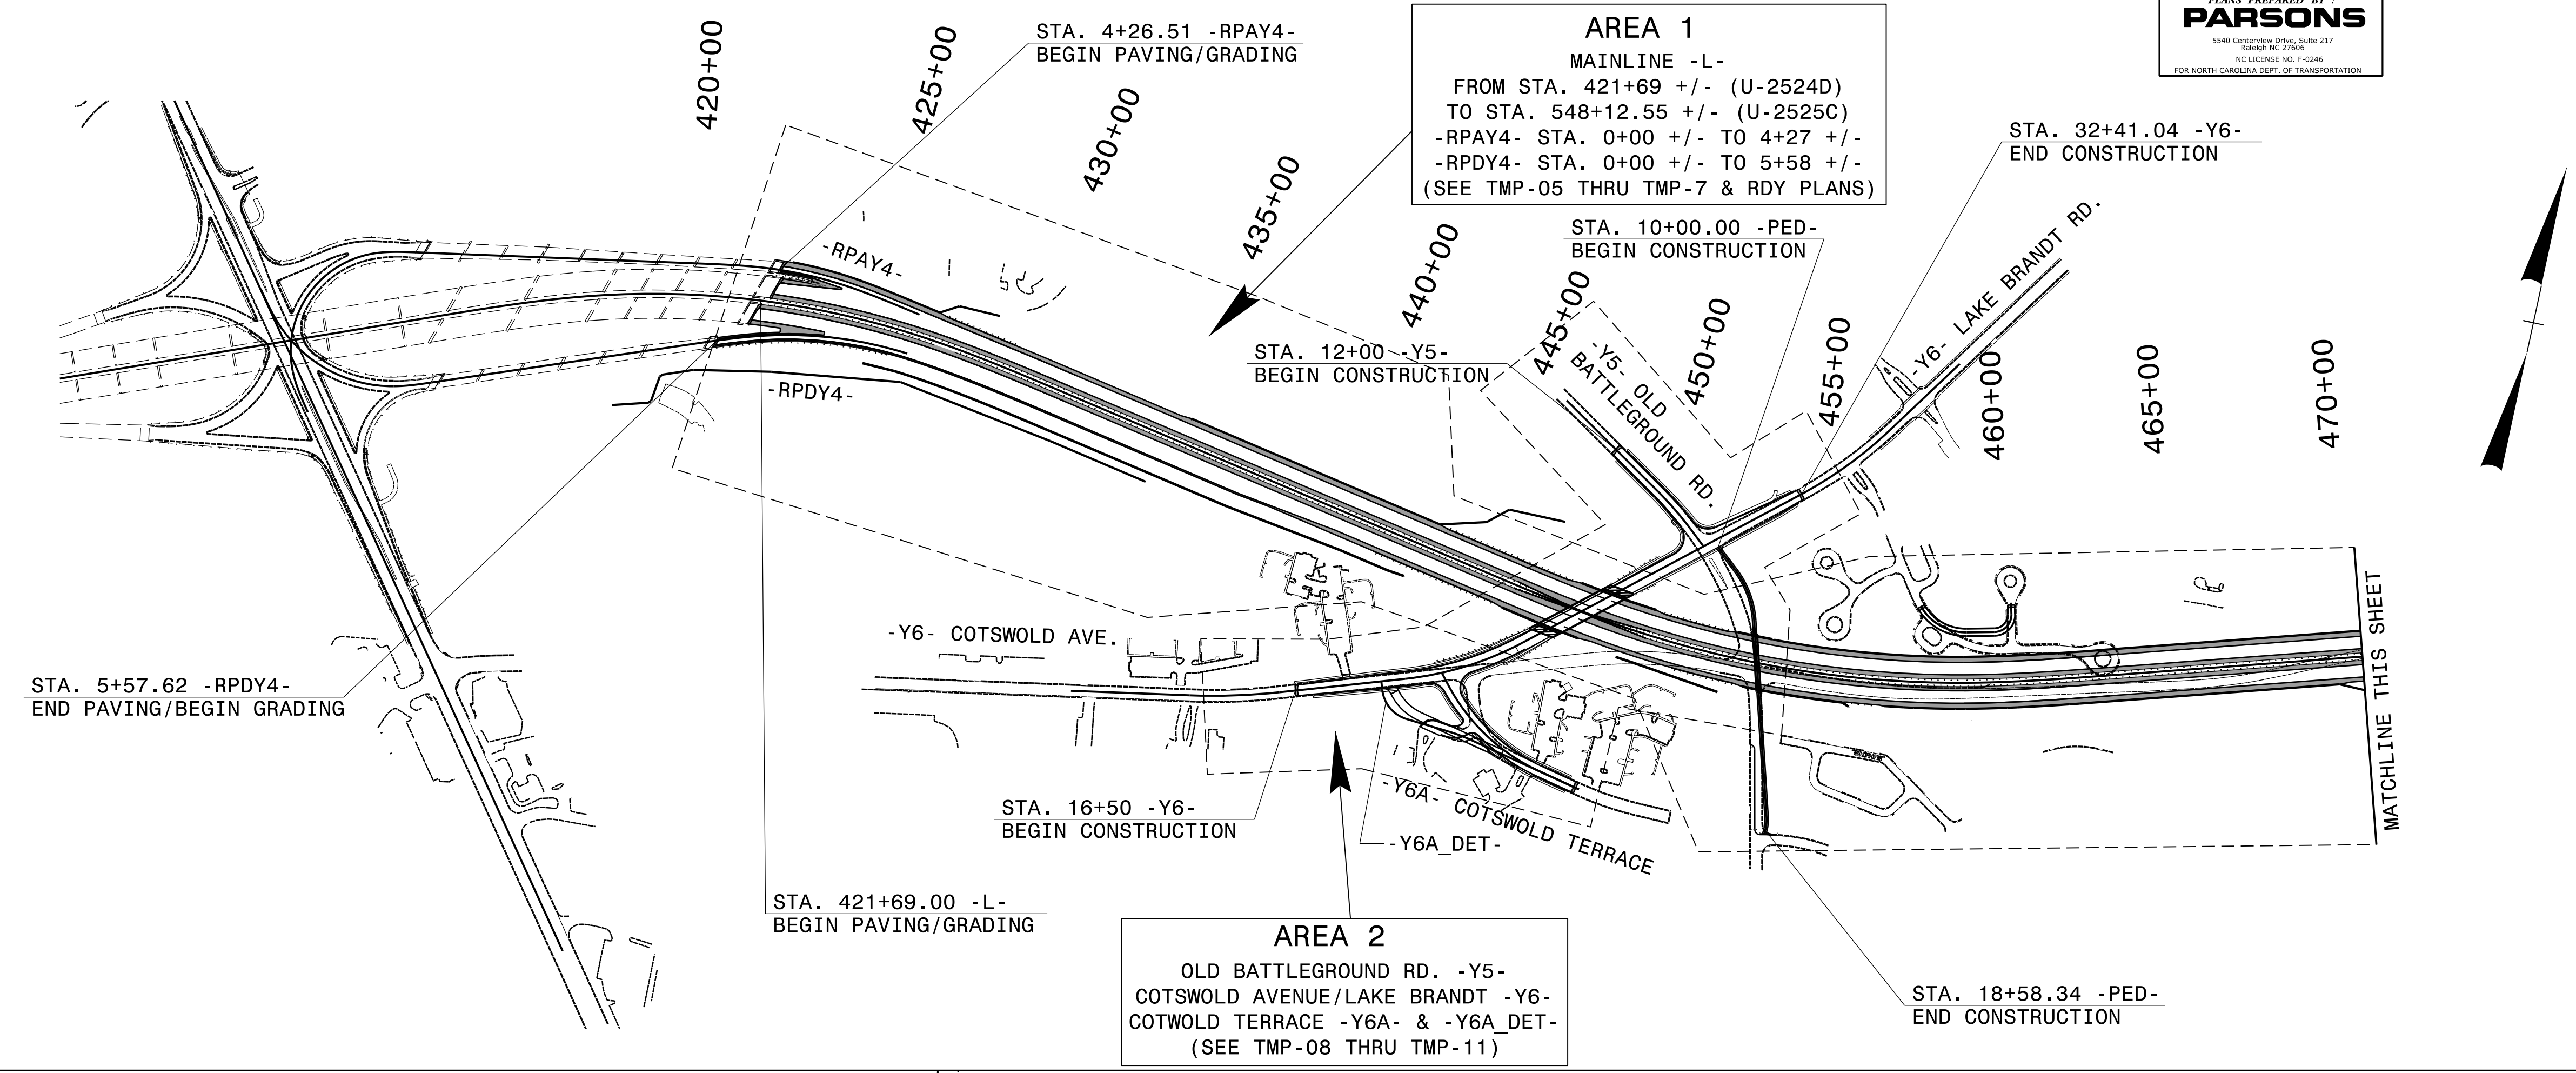 PLANS PREPARED BY :
PARSONS
5540 Centerview Drive, Suite 217
Raleigh NC 27606
NC LICENSE NO. F-0246
FOR NORTH CAROLINA DEPT. OF TRANSPORTATION
AREA 1
MAINLINE -L-
FROM STA. 421+69 +/- (U-2524D)
TO STA. 548+12.55 +/- (U-2525C)
-RPAY4- STA. 0+00 +/- TO 4+27 +/-
-RPDY4- STA. 0+00 +/- TO 5+58 +/-
(SEE TMP-05 THRU TMP-7 & RDY PLANS)
STA. 4+26.51 -RPAY4-
BEGIN PAVING/GRADING
420+00
425+00
430+00
435+00
440+00
445+00
450+00
455+00
460+00
465+00
470+00
STA. 32+41.04 -Y6-
END CONSTRUCTION
STA. 10+00.00 -PED-
BEGIN CONSTRUCTION
-Y6- LAKE BRANDT RD.
-RPAY4-
STA. 12+00 -Y5-
BEGIN CONSTRUCTION
-Y5- OLD
BATTLEGROUND RD.
-RPDY4-
-Y6- COTSWOLD AVE.
MATCHLINE THIS SHEET
STA. 5+57.62 -RPDY4-
END PAVING/BEGIN GRADING
STA. 16+50 -Y6-
BEGIN CONSTRUCTION
-Y6A- COTSWOLD TERRACE
-Y6A_DET-
STA. 421+69.00 -L-
BEGIN PAVING/GRADING
AREA 2
OLD BATTLEGROUND RD. -Y5-
COTSWOLD AVENUE/LAKE BRANDT -Y6-
COTWOLD TERRACE -Y6A- & -Y6A_DET-
(SEE TMP-08 THRU TMP-11)
STA. 18+58.34 -PED-
END CONSTRUCTION